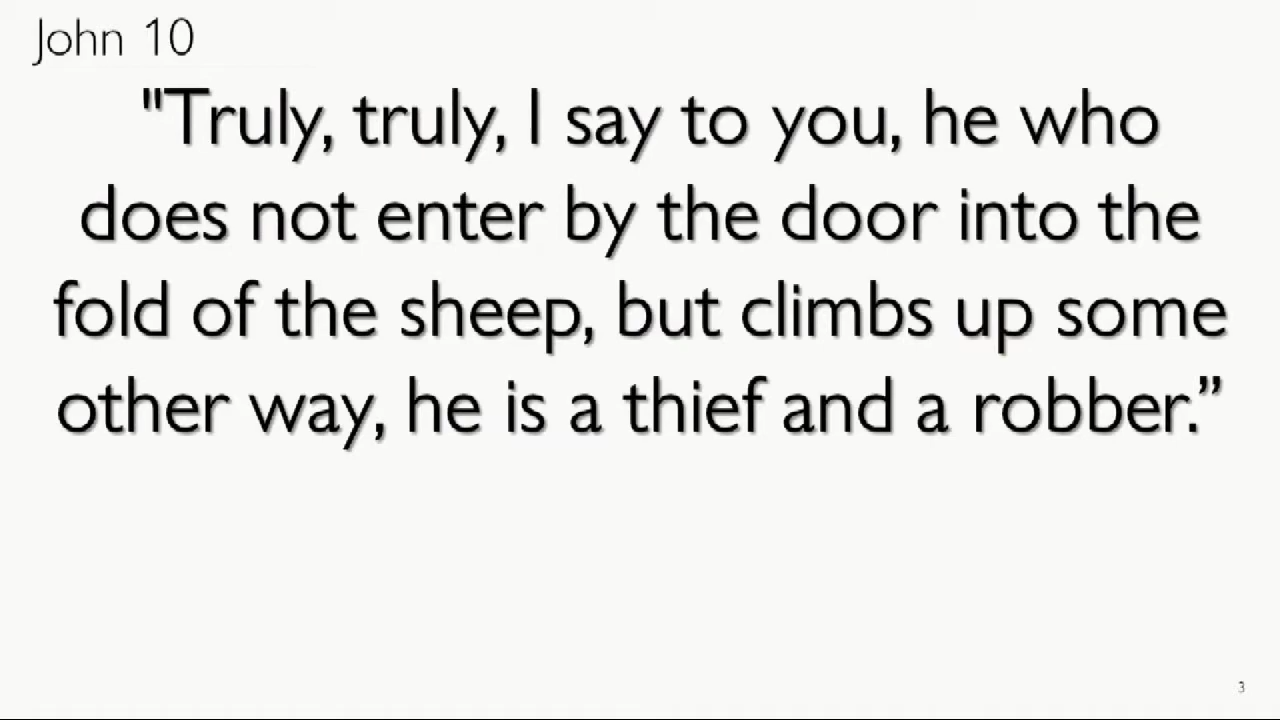 John 10
"Truly, truly, I say to you, he who
does not enter by the door into the
fold of the sheep, but climbs up some
other way, he is a thief and a robber.”
3